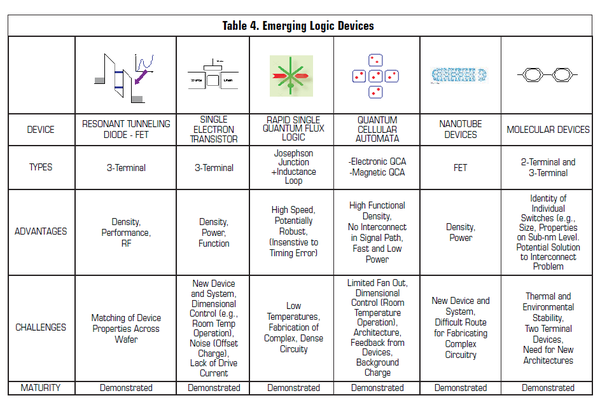 Table 4. Emerging Logic Devices
DEVICE
RESONANT TUNNELING
DIODE - FET
SINGLE
ELECTRON
TRANSISTOR
RAPID SINGLE
QUANTUM FLUX
LOGIC
QUANTUM
CELLULAR
AUTOMATA
NANOTUBE
DEVICES
MOLECULAR DEVICES
TYPES
3-Terminal
3-Terminal
Josephson
Junction
+Inductance
Loop
-Electronic QCA
-Magnetic QCA
FET
2-Terminal and
3-Terminal
ADVANTAGES
Density,
Performance,
RF
Density,
Power,
Function
High Speed,
Potentially
Robust,
(Insenstive to
Timing Error)
High Functional
Density,
No Interconnect
in Signal Path,
Fast and Low
Power
Density,
Power
Identity of
Individual
Switches (e.g.,
Size, Properties
on Sub-nm Level.
Potential Solution
to Interconnect
Problem
CHALLENGES
Matching of Device
Properties Across
Wafer
New Device
and System,
Dimensional
Control (e.g.,
Room Temp
Operation),
Noise (Offset
Charge),
Lack of Drive
Current
Low
Temperatures,
Fabrication of
Complex, Dense
Circuity
Limited Fan Out,
Dimensional
Control (Room
Temperature
Operation),
Architecture,
Feedback from
Devices,
Background
Charge
New Device and
System,
Difficult Route
for Fabricating
Complex
Circuitry
Thermal and
Environmental
Stability,
Two Terminal
Devices,
Need for New
Architectures
MATURITY
Demonstrated
Demonstrated
Demonstrated
Demonstrated
Demonstrated
Demonstrated